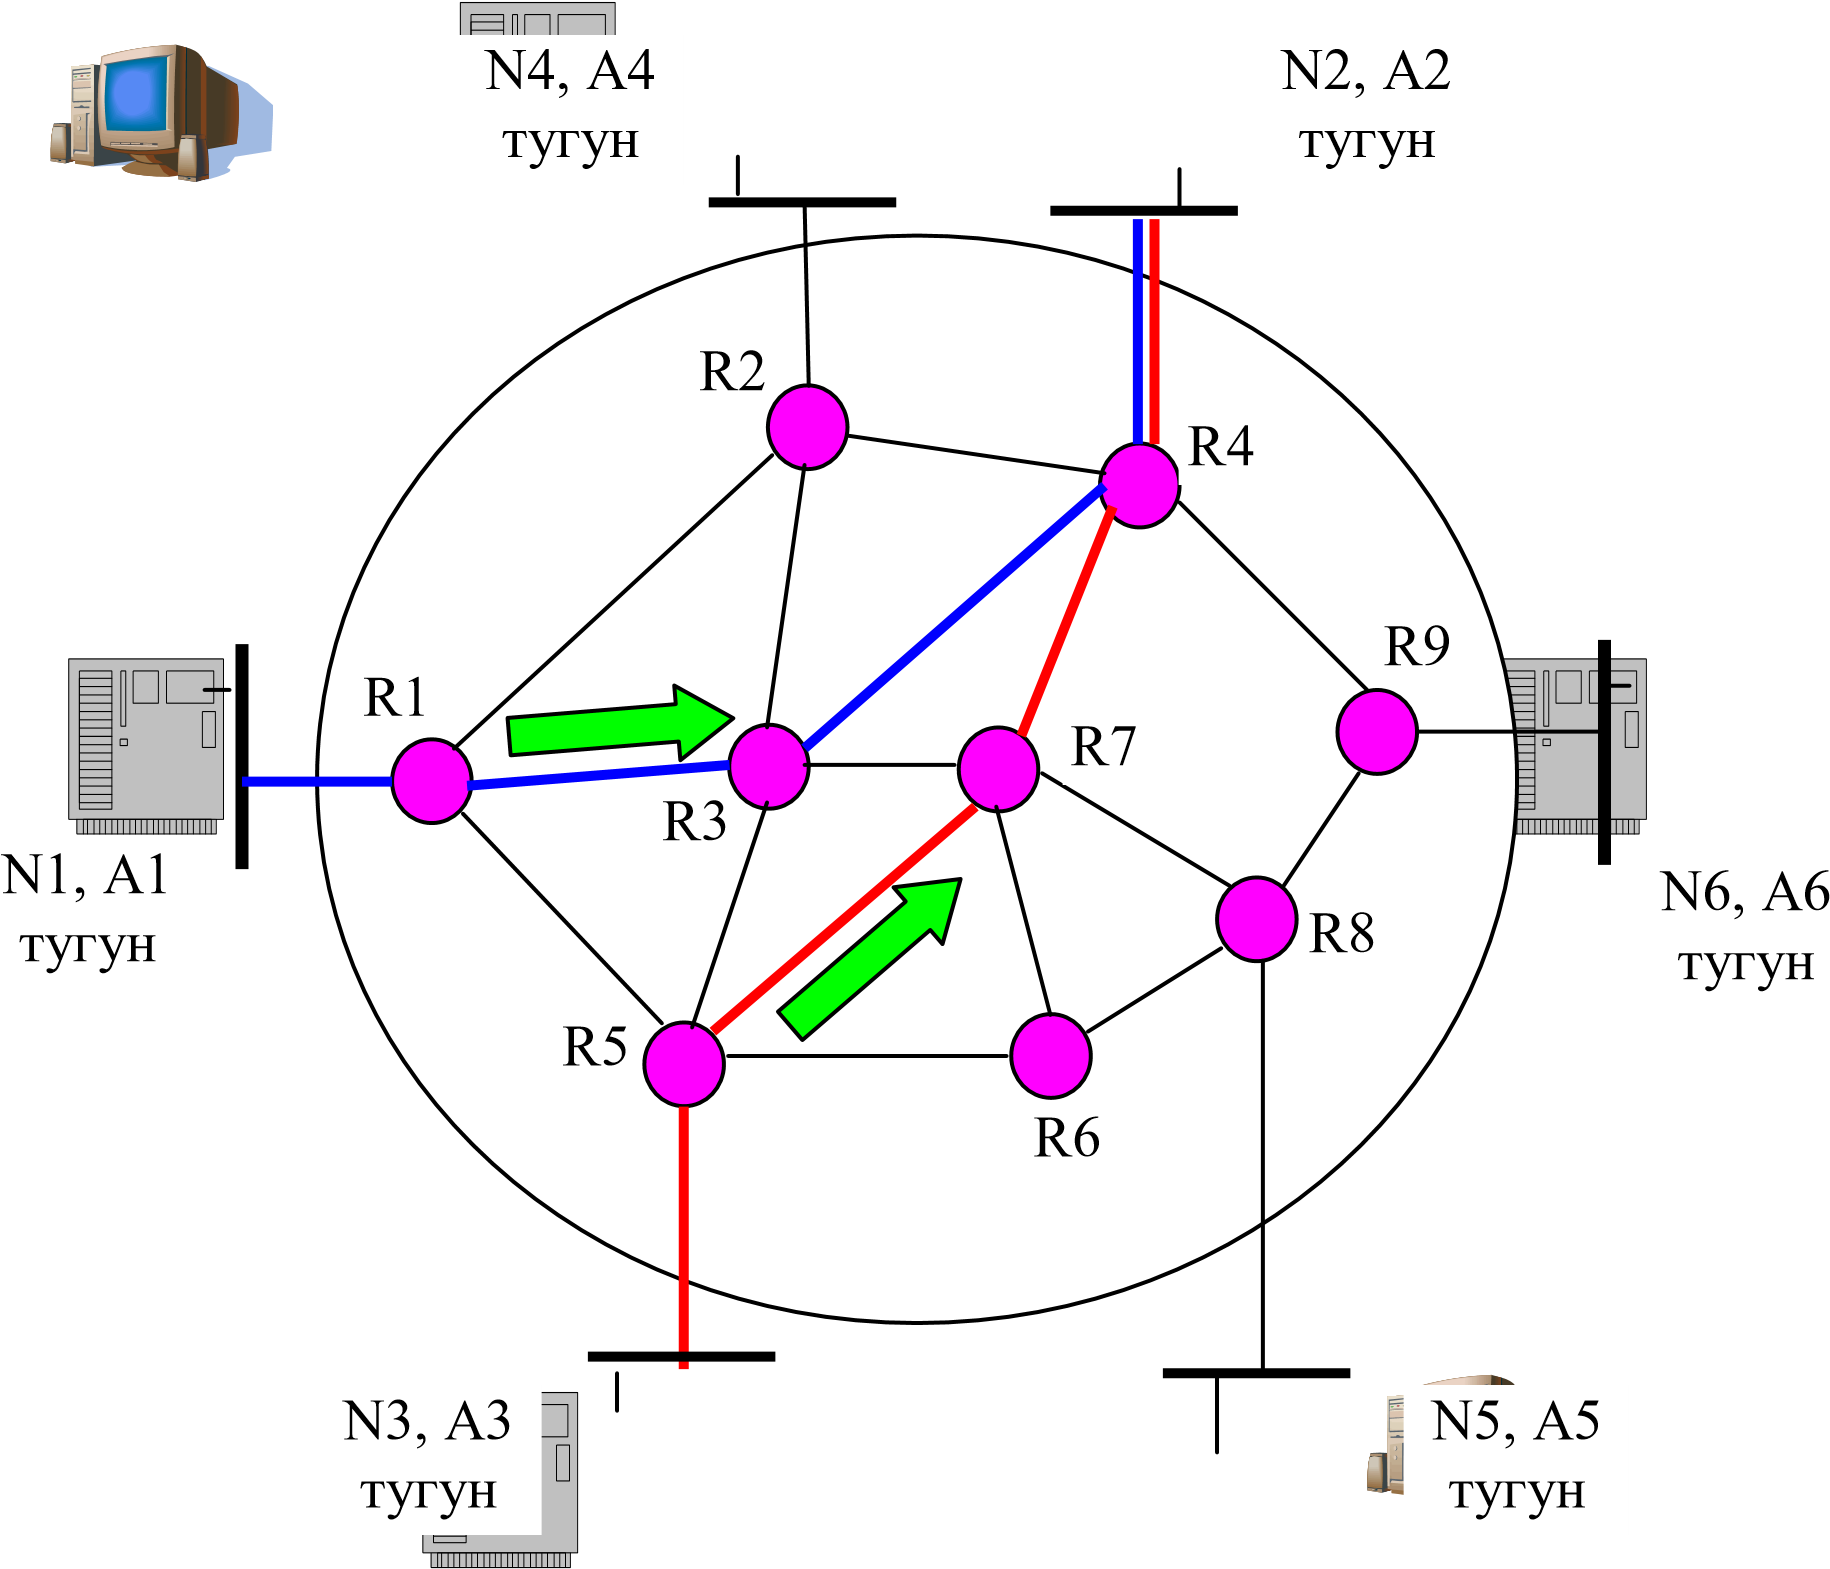 N4, A4
тугун
N2, A2
тугун
R2
R4
R9
R1
R7
R3
N1, A1
тугун
N6, A6
тугун
R8
R5
R6
N3, A3
тугун
N5, A5
тугун